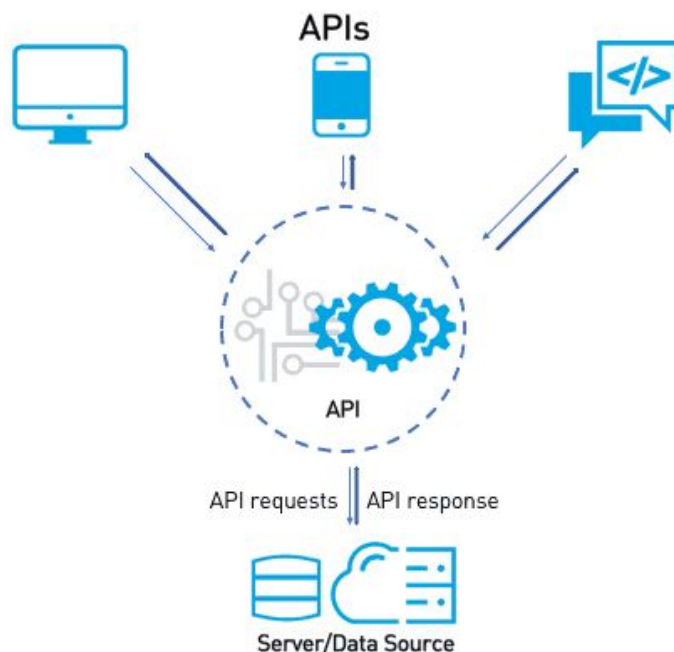 APIs
</>
API
API requests API response
Server/Data Source